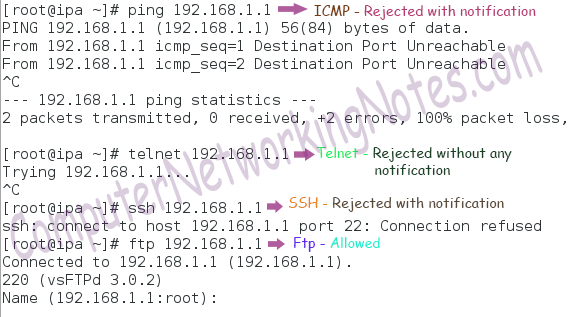 [root@ipa ~]# ping 192.168.1.1 ICMP - Rejected with notification
PING 192.168.1.1 (192.168.1.1) 56(84) bytes of data.
From 192.168.1.1 icmp_seq=1 Destination Port Unreachable
From 192.168.1.1 icmp_seq=2 Destination Port Unreachable
^C
--- 192.168.1.1 ping statistics ---
2 packets transmitted, 0 received, +2 errors, 100% packet loss,
[root@ipa ~]# telnet 192.168.1.1 Telnet - Rejected without any
notification
Trying 192.168.1.1...
^C
[root@ipa ~]# ssh 192.168.1.1 SSH - Rejected with notification
ssh: connect to host 192.168.1.1 port 22: Connection refused
[root@ipa ~]# ftp 192.168.1.1 Ftp - Allowed
Connected to 192.168.1.1 (192.168.1.1).
220 (vsFTPd 3.0.2)
Name (192.168.1.1:root):
ComputerNetworkingNotes.com